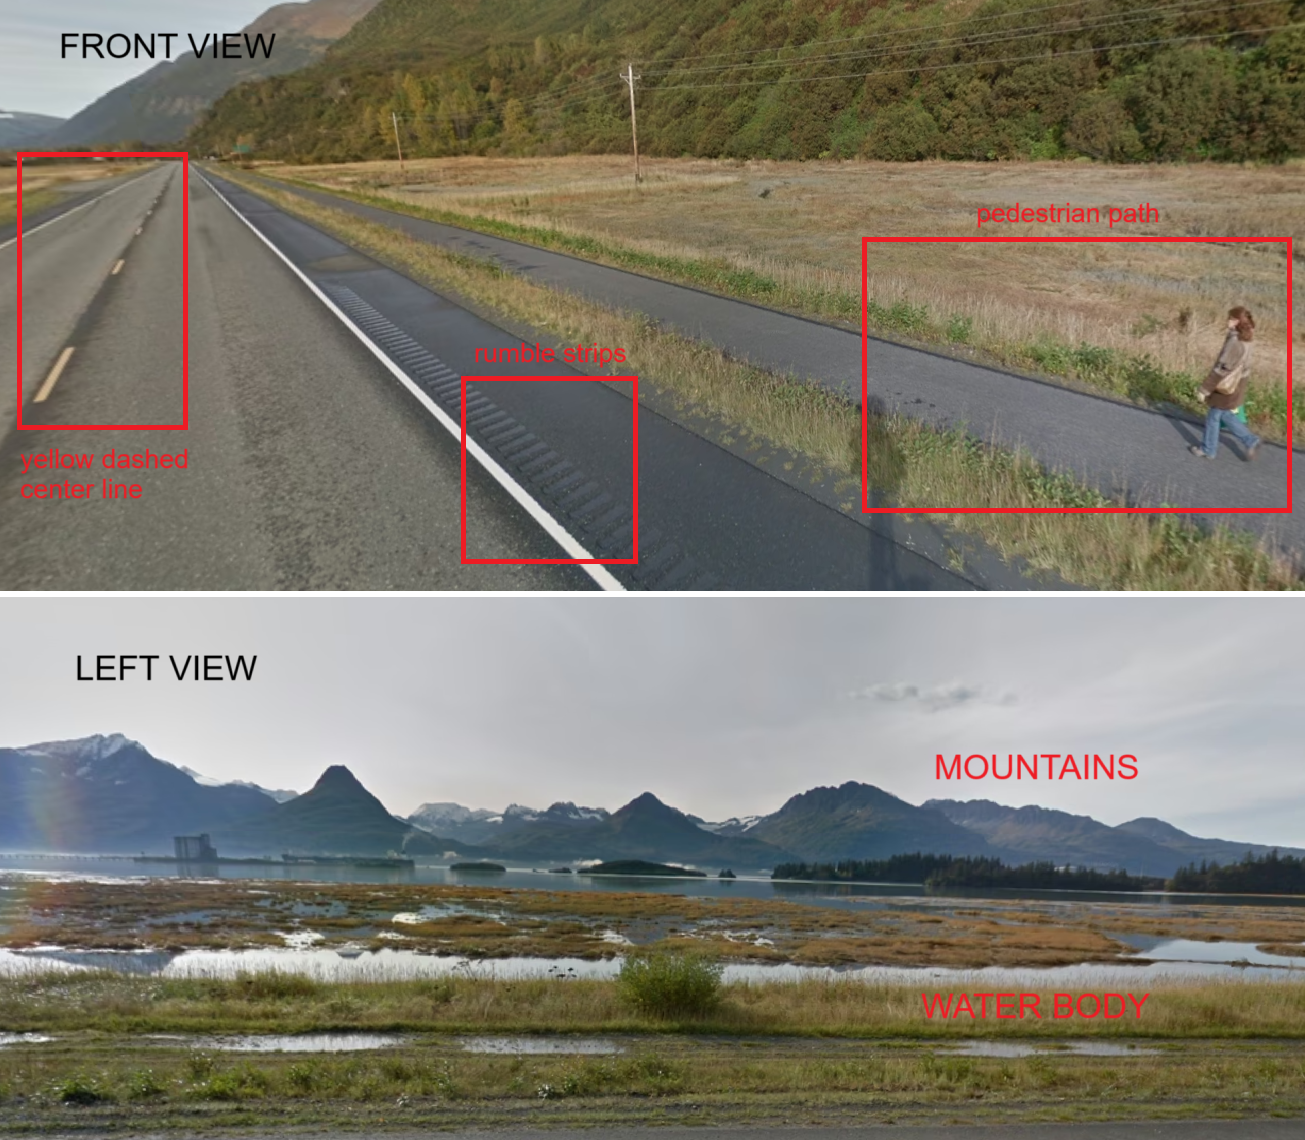 FRONT VIEW
pedestrian path
rumble strips
yellow dashed
center line
LEFT VIEW
MOUNTAINS
WATER BODY